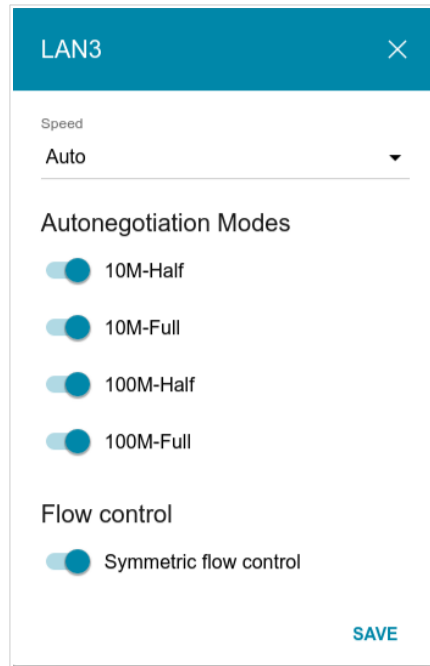 LAN3
Speed
Auto
Autonegotiation Modes
10M-Half
10M-Full
100M-Half
100M-Full
Flow control
Symmetric flow control
SAVE